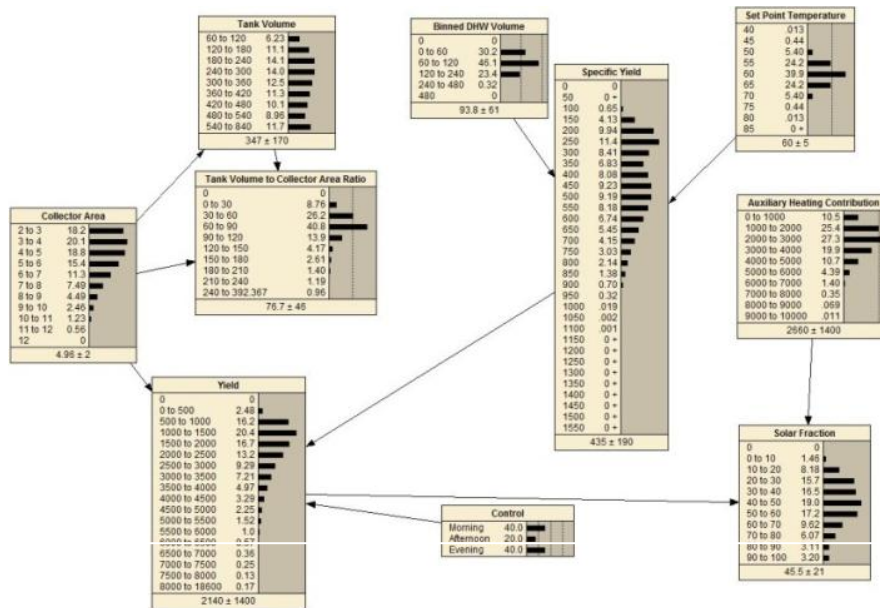 Tank Volume
60 to 120 6.23
120 to 180 11.1
180 to 240 14.1
240 to 300 14.0
300 to 360 12.5
360 to 420 11.3
420 to 480 10.1
480 to 540 8.96
540 to 840 11.7
347 ± 170
Binned DHW Volume
0 0
0 to 60 30.2
60 to 120 46.1
120 to 240 23.4
240 to 480 0.32
480 0
93.8 ± 61
Set Point Temperature
40 .013
45 0.44
50 5.40
55 24.2
60 39.9
65 24.2
70 5.40
75 0.44
80 .013
85 0 +
60 ± 5
Specific Yield
0 0
50 0 +
100 0.65
150 4.13
200 9.94
250 11.4
300 8.41
350 6.83
400 8.08
450 9.23
500 9.19
550 8.18
600 6.74
650 5.45
700 4.15
750 3.03
800 2.14
850 1.38
900 0.70
950 0.32
1000 .019
1050 .002
1100 .001
1150 0 +
1200 0 +
1250 0 +
1300 0 +
1350 0 +
1400 0 +
1450 0 +
1500 0 +
1550 0 +
435 ± 190
Tank Volume to Collector Area Ratio
0 0
0 to 30 8.76
30 to 60 26.2
60 to 90 40.8
90 to 120 13.9
120 to 150 4.17
150 to 180 2.61
180 to 210 1.40
210 to 240 1.19
240 to 392.367 0.96
76.7 ± 46
Collector Area
2 to 3 18.2
3 to 4 20.1
4 to 5 18.8
5 to 6 15.4
6 to 7 11.3
7 to 8 7.49
8 to 9 4.49
9 to 10 2.46
10 to 11 1.23
11 to 12 0.56
12 0
4.96 ± 2
Auxiliary Heating Contribution
0 to 1000 10.5
1000 to 2000 25.4
2000 to 3000 27.3
3000 to 4000 19.9
4000 to 5000 10.7
5000 to 6000 4.39
6000 to 7000 1.40
7000 to 8000 0.35
8000 to 9000 .069
9000 to 10000 .011
2660 ± 1400
Yield
0 0
0 to 500 2.48
500 to 1000 16.2
1000 to 1500 20.4
1500 to 2000 16.7
2000 to 2500 13.2
2500 to 3000 9.29
3000 to 3500 7.21
3500 to 4000 4.97
4000 to 4500 3.29
4500 to 5000 2.25
5000 to 5500 1.52
5500 to 6000 1.0
6000 to 6500 0.57
6500 to 7000 0.36
7000 to 7500 0.25
7500 to 8000 0.13
8000 to 18600 0.17
2140 ± 1400
Control
Morning 40.0
Afternoon 20.0
Evening 40.0
Solar Fraction
0 0
0 to 10 1.46
10 to 20 8.18
20 to 30 15.7
30 to 40 16.5
40 to 50 19.0
50 to 60 17.2
60 to 70 9.62
70 to 80 6.07
80 to 90 3.11
90 to 100 3.20
45.5 ± 21